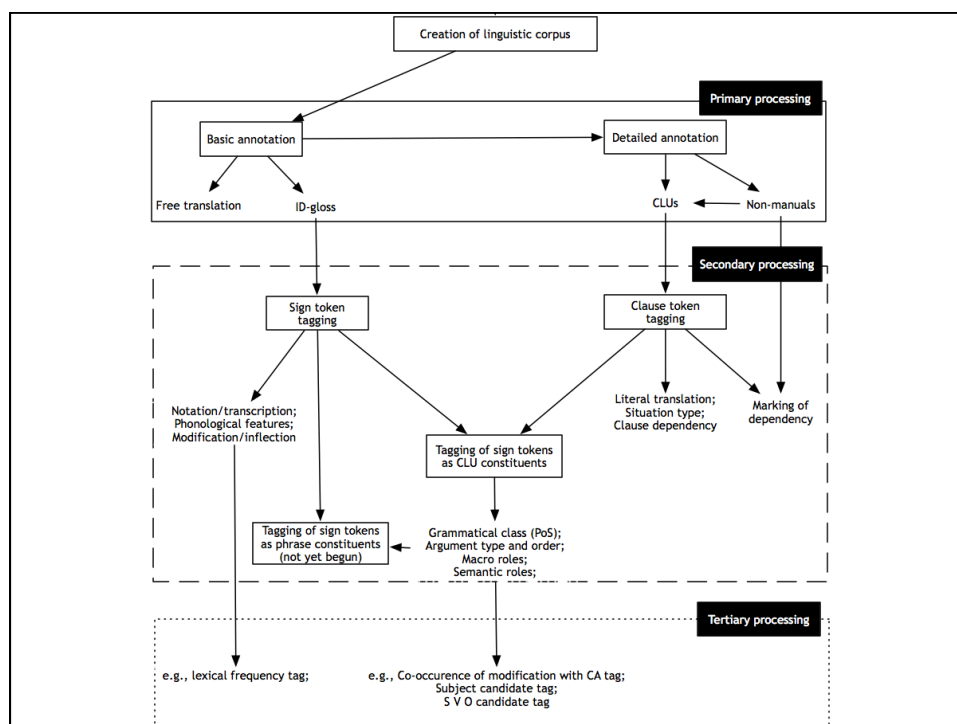 Creation of linguistic corpus
Primary processing
Basic annotation
Detailed annotation
Free translation
ID-gloss
CLUs
Non-manuals
Secondary processing
Sign token
tagging
Clause token
tagging
Notation/transcription;
Phonological features;
Modification/inflection
Literal translation;
Situation type;
Clause dependency
Marking of
dependency
Tagging of sign tokens
as CLU constituents
Tagging of sign tokens
as phrase constituents
(not yet begun)
Grammatical class (PoS);
Argument type and order;
Macro roles;
Semantic roles;
Tertiary processing
e.g., lexical frequency tag;
e.g., Co-occurence of modification with CA tag;
Subject candidate tag;
S V O candidate tag